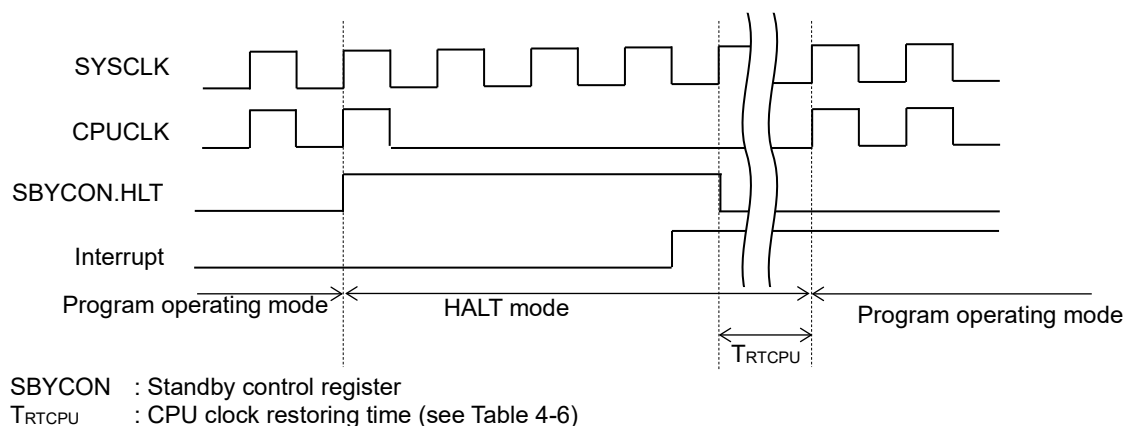 SYSCLK
CPUCLK
SBYCON.HLT
Interrupt
Program operating mode
HALT mode
Program operating mode
TRTCPU
SBYCON : Standby control register
TRTCPU : CPU clock restoring time (see Table 4-6)